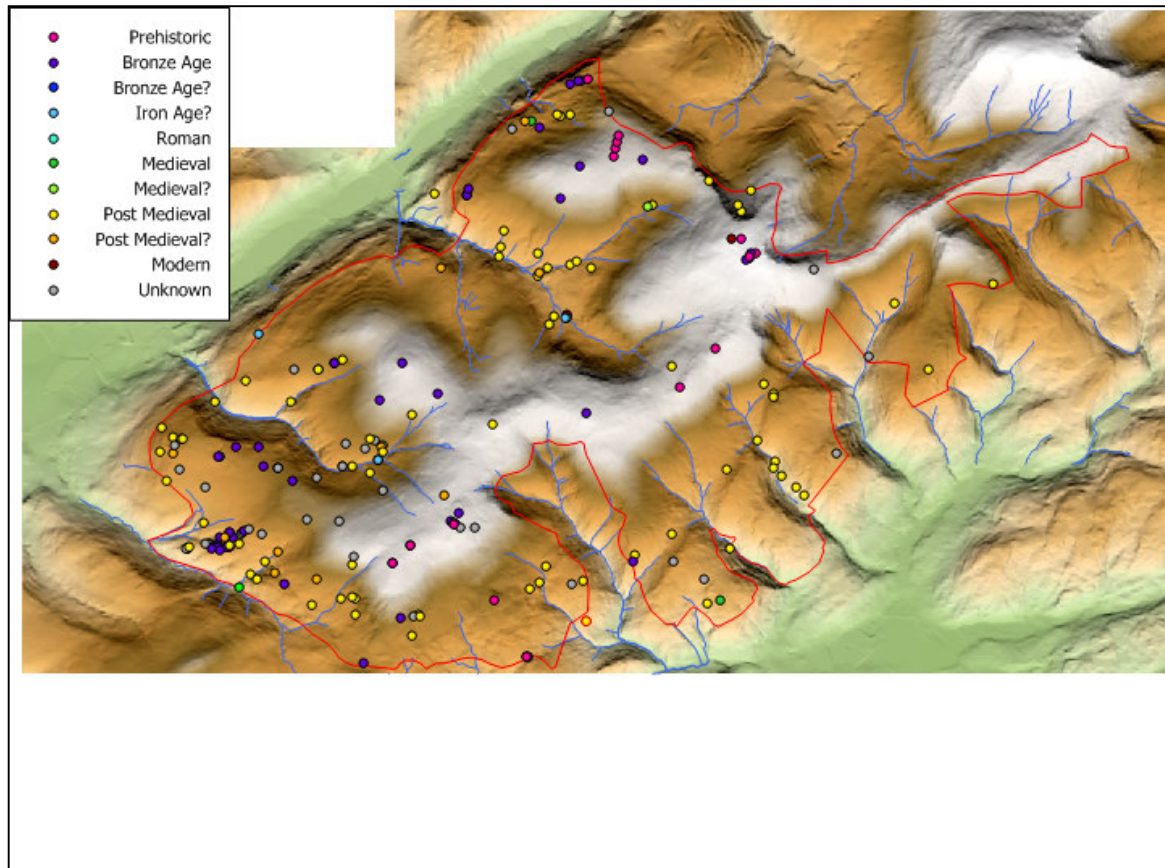 Prehistoric
Bronze Age
Bronze Age?
Iron Age?
Roman
Medieval
Medieval?
Post Medieval
Post Medieval?
Modern
Unknown